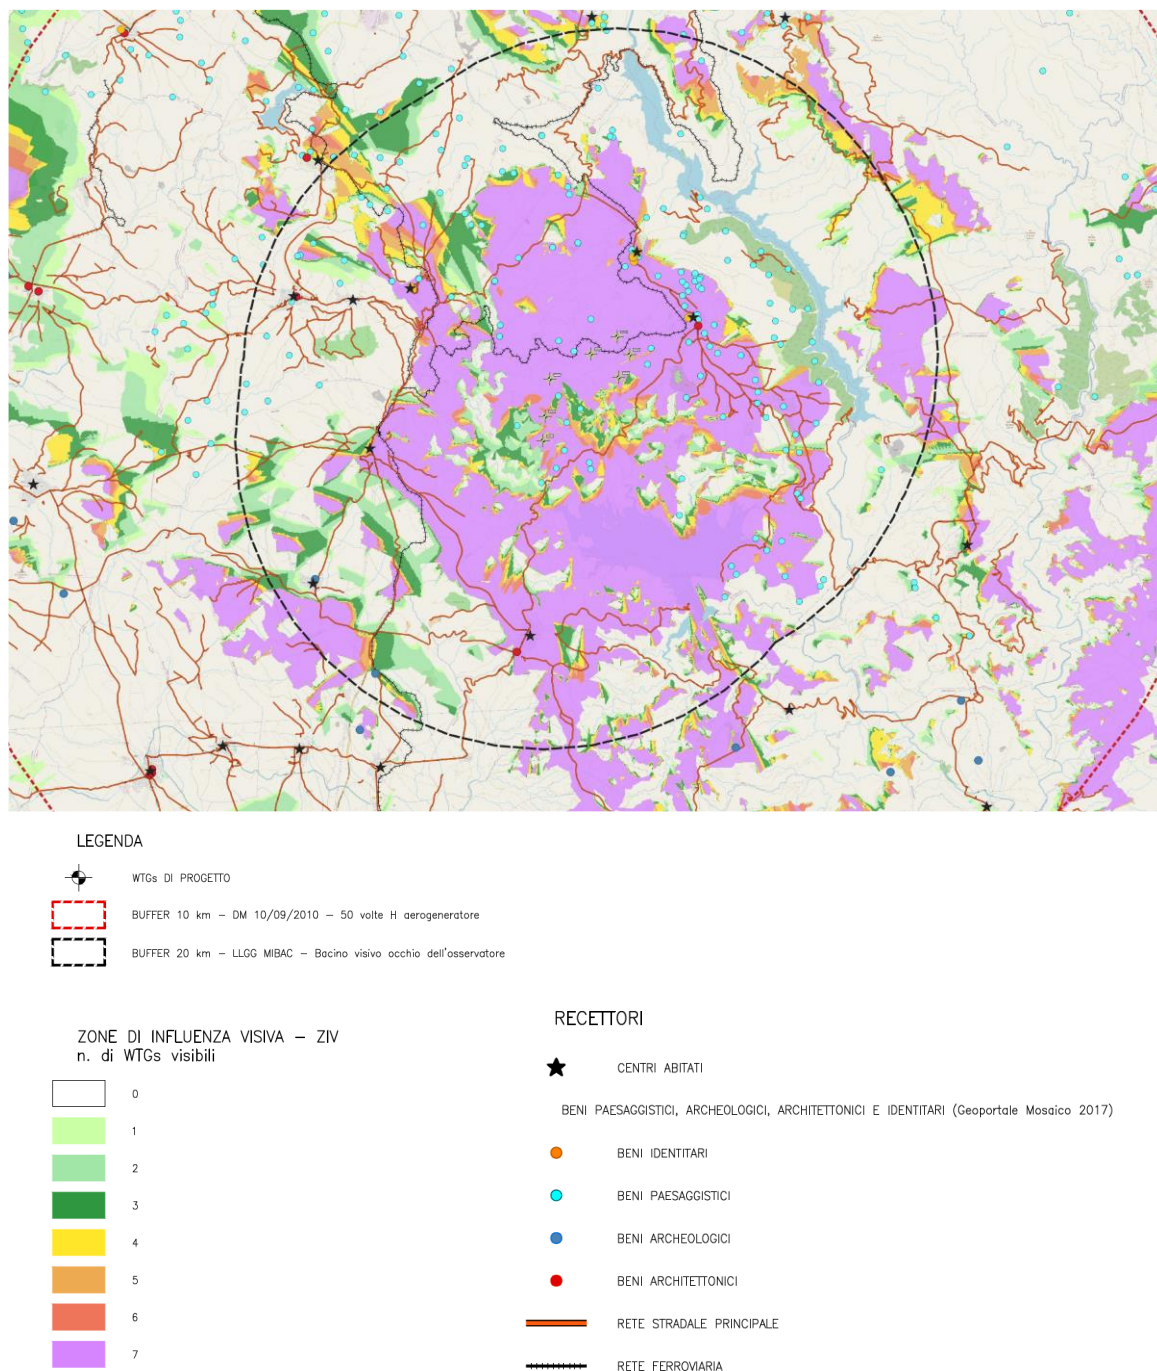 LEGENDA
WTGs DI PROGETTO
BUFFER 10 km – DM 10/09/2010 – 50 volte H aerogeneratore
BUFFER 20 km – LLGG MIBAC – Bacino visivo occhio dell'osservatore
ZONE DI INFLUENZA VISIVA – ZIV
n. di WTGs visibili
0
1
2
3
4
5
6
7
RECETTORI
CENTRI ABITATI
BENI PAESAGGISTICI, ARCHEOLOGICI, ARCHITETTONICI E IDENTITARI (Geoportale Mosaico 2017)
BENI IDENTITARI
BENI PAESAGGISTICI
BENI ARCHEOLOGICI
BENI ARCHITETTONICI
RETE STRADALE PRINCIPALE
RETE FERROVIARIA